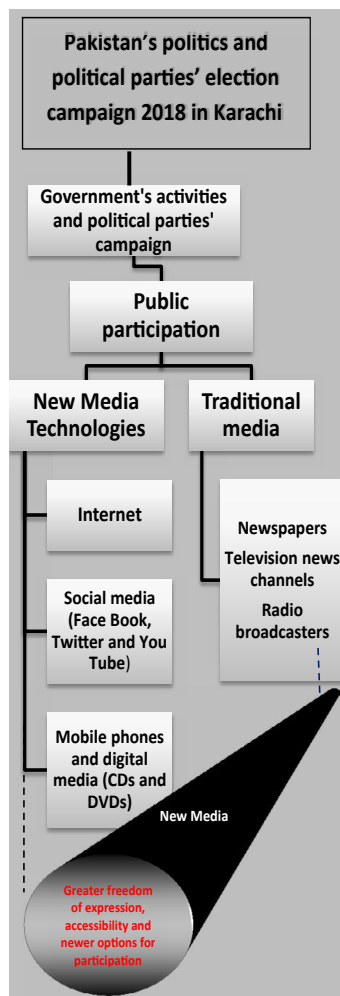 Pakistan’s politics and
political parties’ election
campaign 2018 in Karachi
Government's activities
and political parties'
campaign
Public
participation
New Media
Technologies
Traditional
media
Internet
Social media
(Face Book,
Twitter and You
Tube)
Mobile phones
and digital
media (CDs and
DVDs)
Newspapers
Television news
channels
Radio
broadcasters
New Media
Greater freedom
of expression,
accessibility and
newer options for
participation